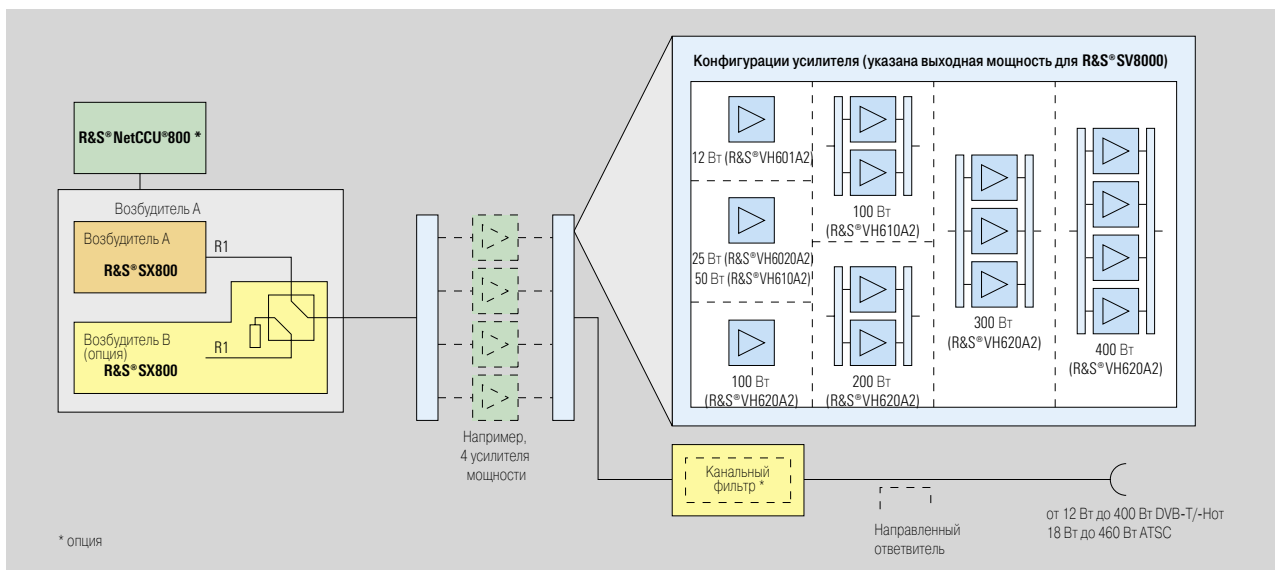 Конфигурации усилителя (указана выходная мощность для R&S®SV8000)
R&S®NetCCU®800 *
Возбудитель А
Возбудитель А
R&S®SX800
R1
Возбудитель В
(опция)
R&S®SX800
R1
Например,
4 усилителя
мощности
12 Вт (R&S®VH601A2)
25 Вт (R&S®VH6020A2)
50 Вт (R&S®VH610A2)
100 Вт
(R&S®VH620A2)
100 Вт
(R&S®VH610A2)
200 Вт
(R&S®VH620A2)
300 Вт
(R&S®VH620A2)
400 Вт
(R&S®VH620A2)
Канальный
фильтр *
Направленный
ответвитель
от 12 Вт до 400 Вт DVB-T/-Hот
18 Вт до 460 Вт ATSC
* опция